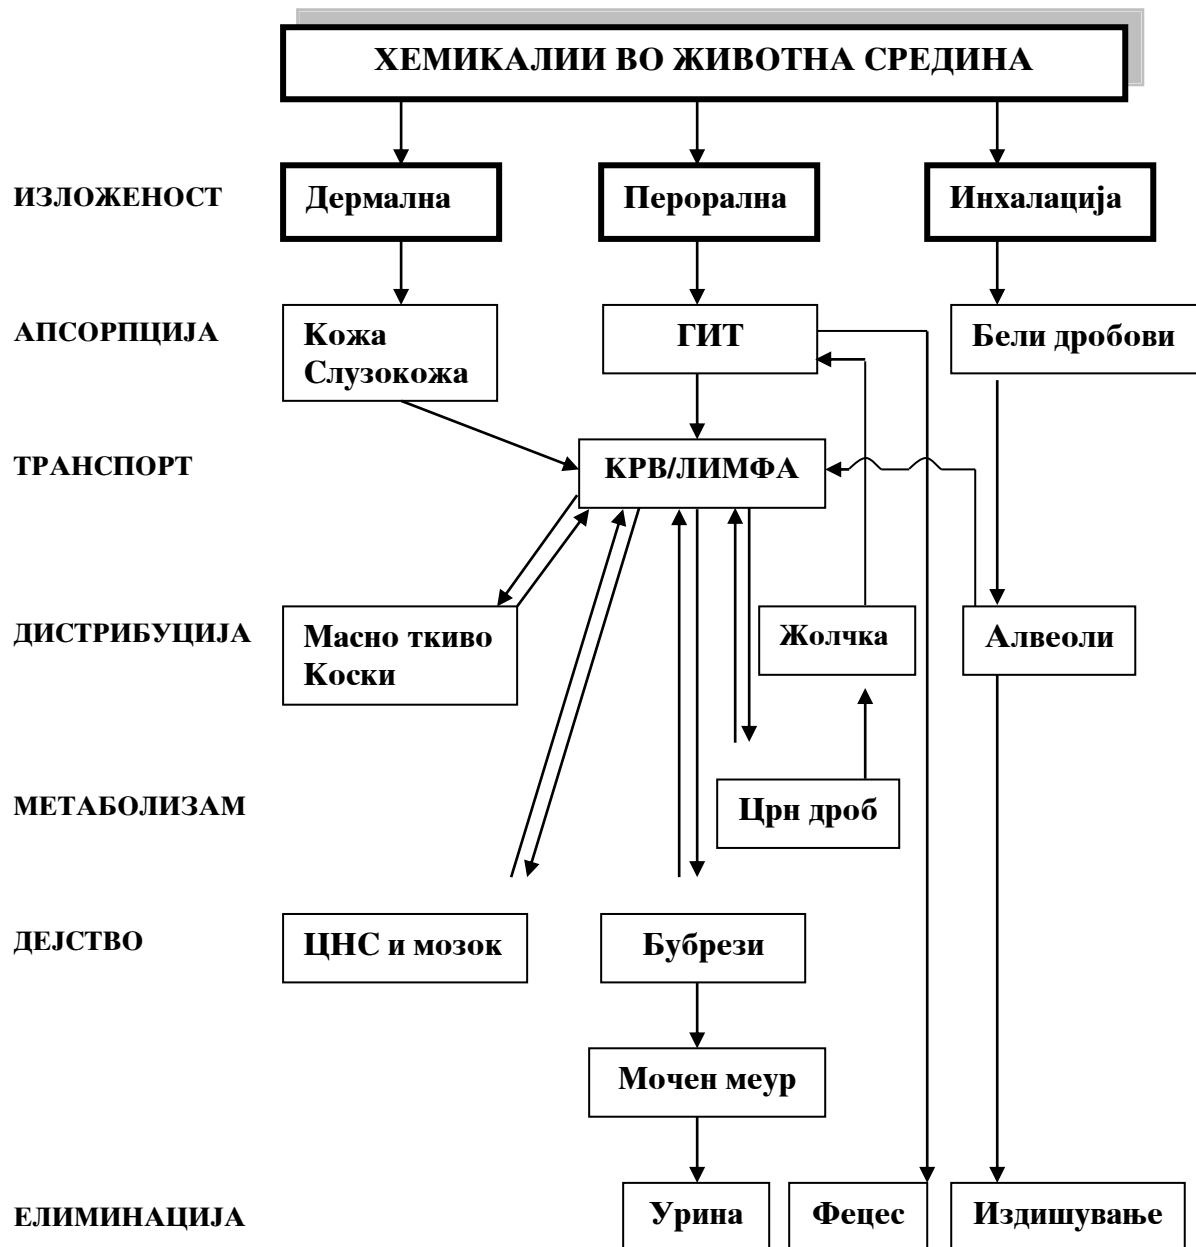 ХЕМИКАЛИИ ВО ЖИВОТНА СРЕДИНА
ИЗЛОЖЕНОСТ
Дермална
Перорална
Инхалација
АПСОРПЦИЈА
Кожа
Слузокожа
ГИТ
Бели дробови
ТРАНСПОРТ
КРВ/ЛИМФА
ДИСТРИБУЦИЈА
Масно ткиво
Коски
Жолчка
Алвеоли
МЕТАБОЛИЗАМ
Црн дроб
ДЕЈСТВО
ЦНС и мозок
Бубрези
Мочен меур
ЕЛИМИНАЦИЈА
Урина
Фецес
Издишување